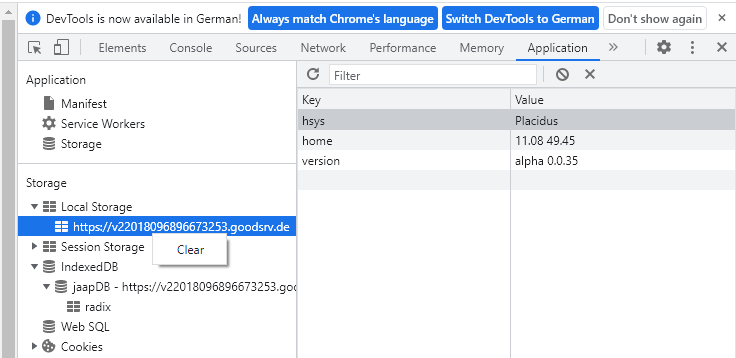 DevTools is now available in German! Always match Chrome's language Switch DevTools to German Don't show again
Elements Console Sources Network Performance Memory Application
Application
Manifest
Service Workers
Storage
Storage
Local Storage
https://v22018096896673253.goodsrv.de
Clear
Session Storage
IndexedDB
jaapDB - https://v22018096896673253.goo
radix
Web SQL
Cookies
Filter
Key Value
hsys Placidus
home 11.08 49.45
version alpha 0.0.35